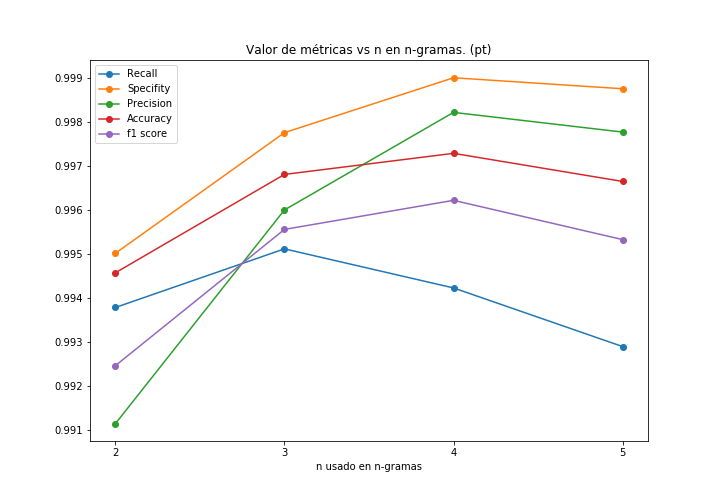 Valor de métricas vs n en n-gramas. (pt)
Recall
Specifity
Precision
Accuracy
f1 score
0.999
0.998
0.997
0.996
0.995
0.994
0.993
0.992
0.991
2 3 4 5
n usado en n-gramas